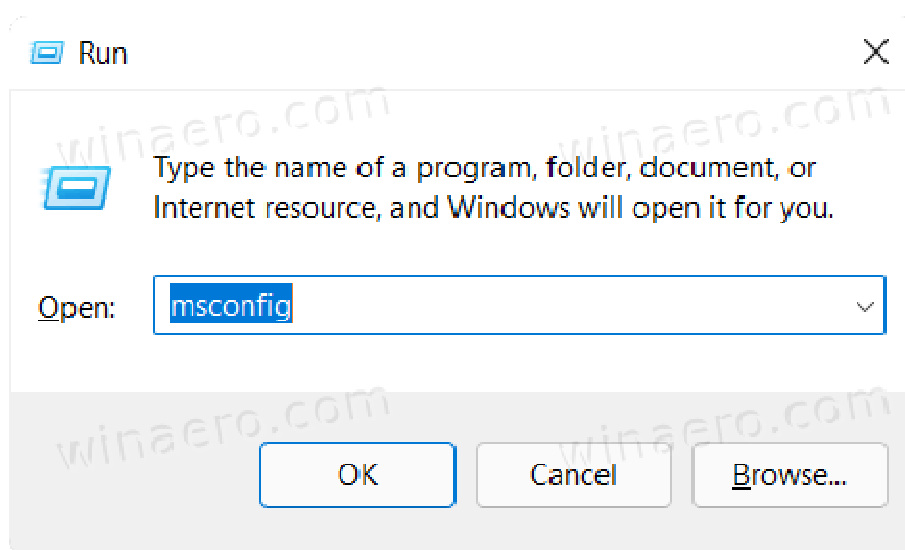 Run
winaero.com winaero.com
Type the name of a program, folder, document, or
Internet resource, and Windows will open it for you.
Open: msconfig
winaero.com winaero.com
OK Cancel Browse...